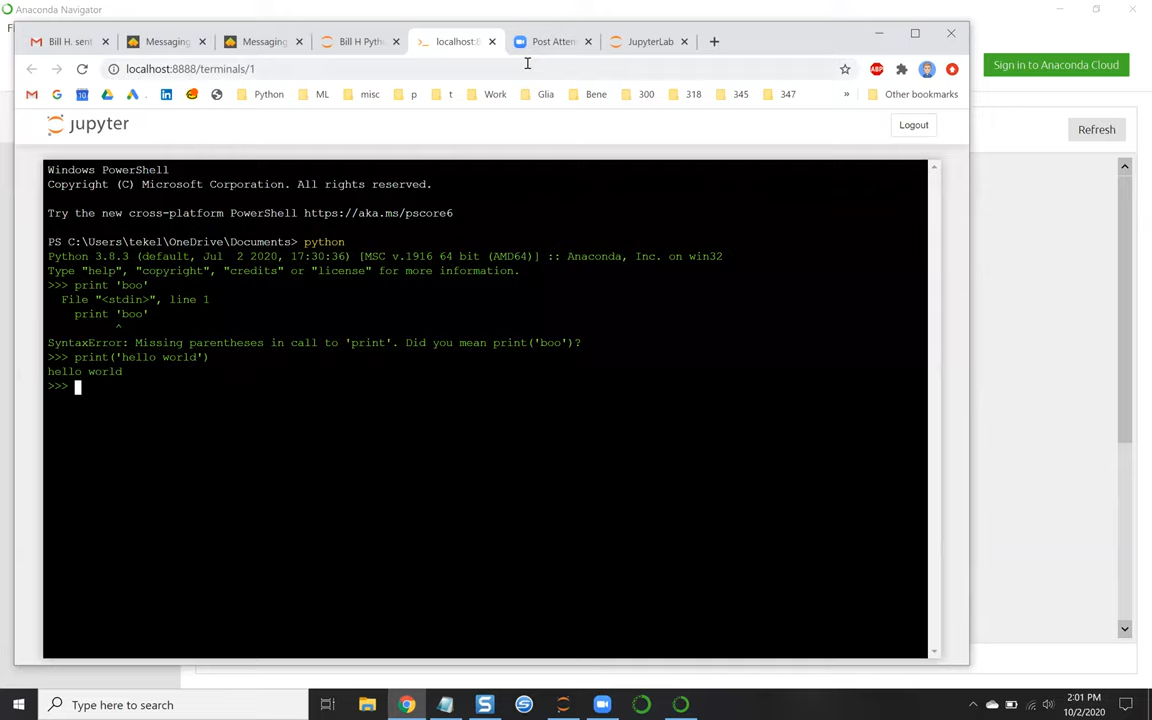 Anaconda Navigator
Bill H. sent
Messaging
Messaging
Bill H Pyth
localhost:8
Post Atten
JupyterLab
localhost:8888/terminals/1
Sign in to Anaconda Cloud
Python
ML
misc
p
t
Work
Glia
Bene
300
318
345
347
»
Other bookmarks
jupyter
Logout
Refresh
Windows PowerShell
Copyright (C) Microsoft Corporation. All rights reserved.
Try the new cross-platform PowerShell https://aka.ms/pscore6
PS C:\Users\tekel\OneDrive\Documents> python
Python 3.8.3 (default, Jul  2 2020, 17:30:36) [MSC v.1916 64 bit (AMD64)] :: Anaconda, Inc. on win32
Type "help", "copyright", "credits" or "license" for more information.
>>> print 'boo'
  File "<stdin>", line 1
    print 'boo'
          ^
SyntaxError: Missing parentheses in call to 'print'. Did you mean print('boo')?
>>> print('hello world')
hello world
>>>
Type here to search
2:01 PM
10/2/2020